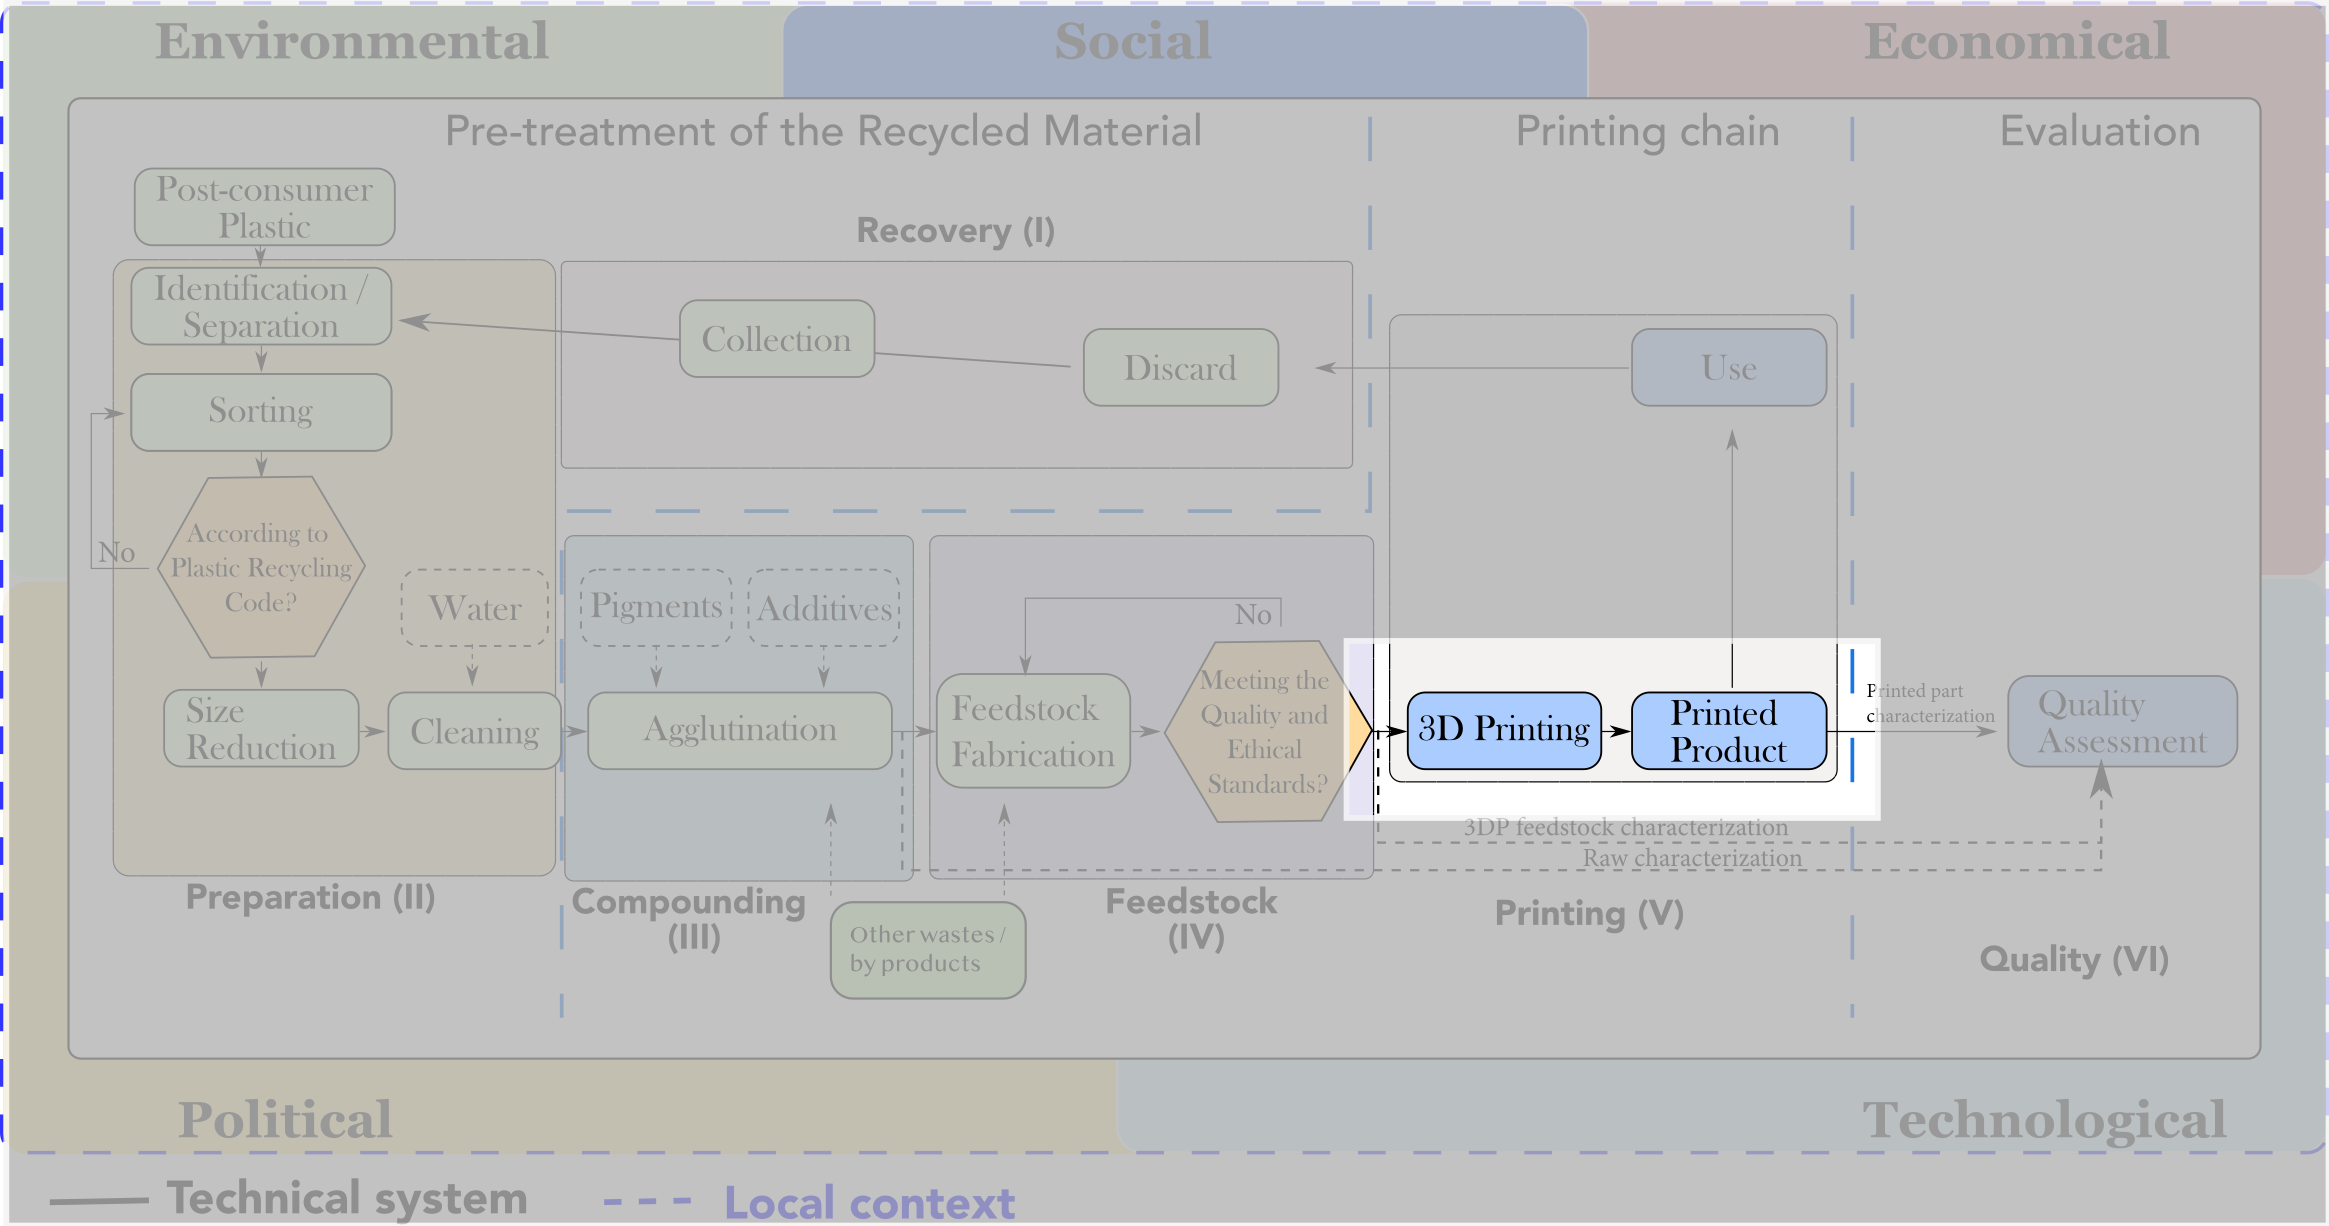 Environmental
Social
Economical
Pre-treatment of the Recycled Material
Printing chain
Evaluation
Post-consumer
Plastic
Recovery (I)
Identification /
Separation
Collection
Discard
Use
Sorting
According to
Plastic Recycling
Code?
No
Water
Pigments
Additives
No
Size
Reduction
Cleaning
Agglutination
Feedstock
Fabrication
Meeting the
Quality and
Ethical
Standards?
3D Printing
Printed
Product
Printed part
characterization
Quality
Assessment
3DP feedstock characterization
Raw characterization
Preparation (II)
Compounding
(III)
Feedstock
(IV)
Printing (V)
Other wastes /
by products
Quality (VI)
Political
Technological
Technical system
Local context